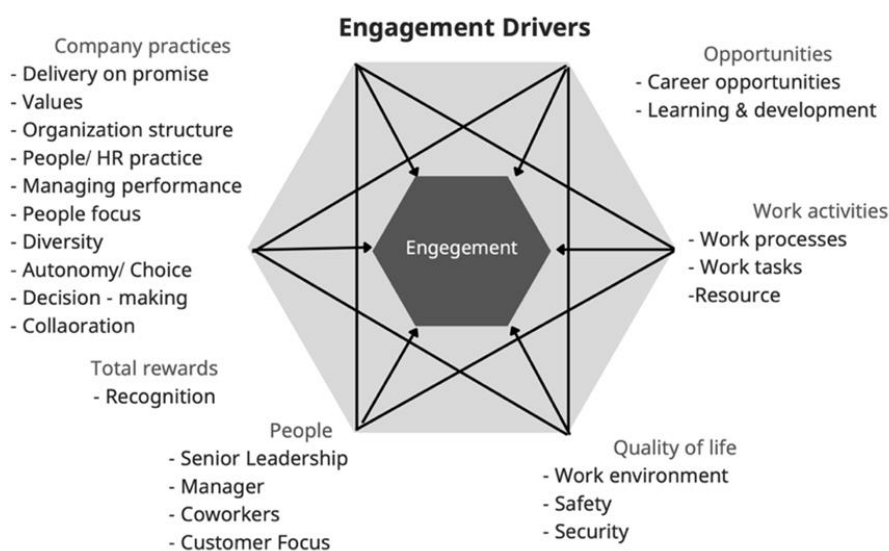 Engagement Drivers
Company practices
- Delivery on promise
- Values
- Organization structure
- People/ HR practice
- Managing performance
- People focus
- Diversity
- Autonomy/ Choice
- Decision - making
- Collaoration
Total rewards
- Recognition
People
- Senior Leadership
- Manager
- Coworkers
- Customer Focus
Engegement
Opportunities
- Career opportunities
- Learning & development
Work activities
- Work processes
- Work tasks
-Resource
Quality of life
- Work environment
- Safety
- Security